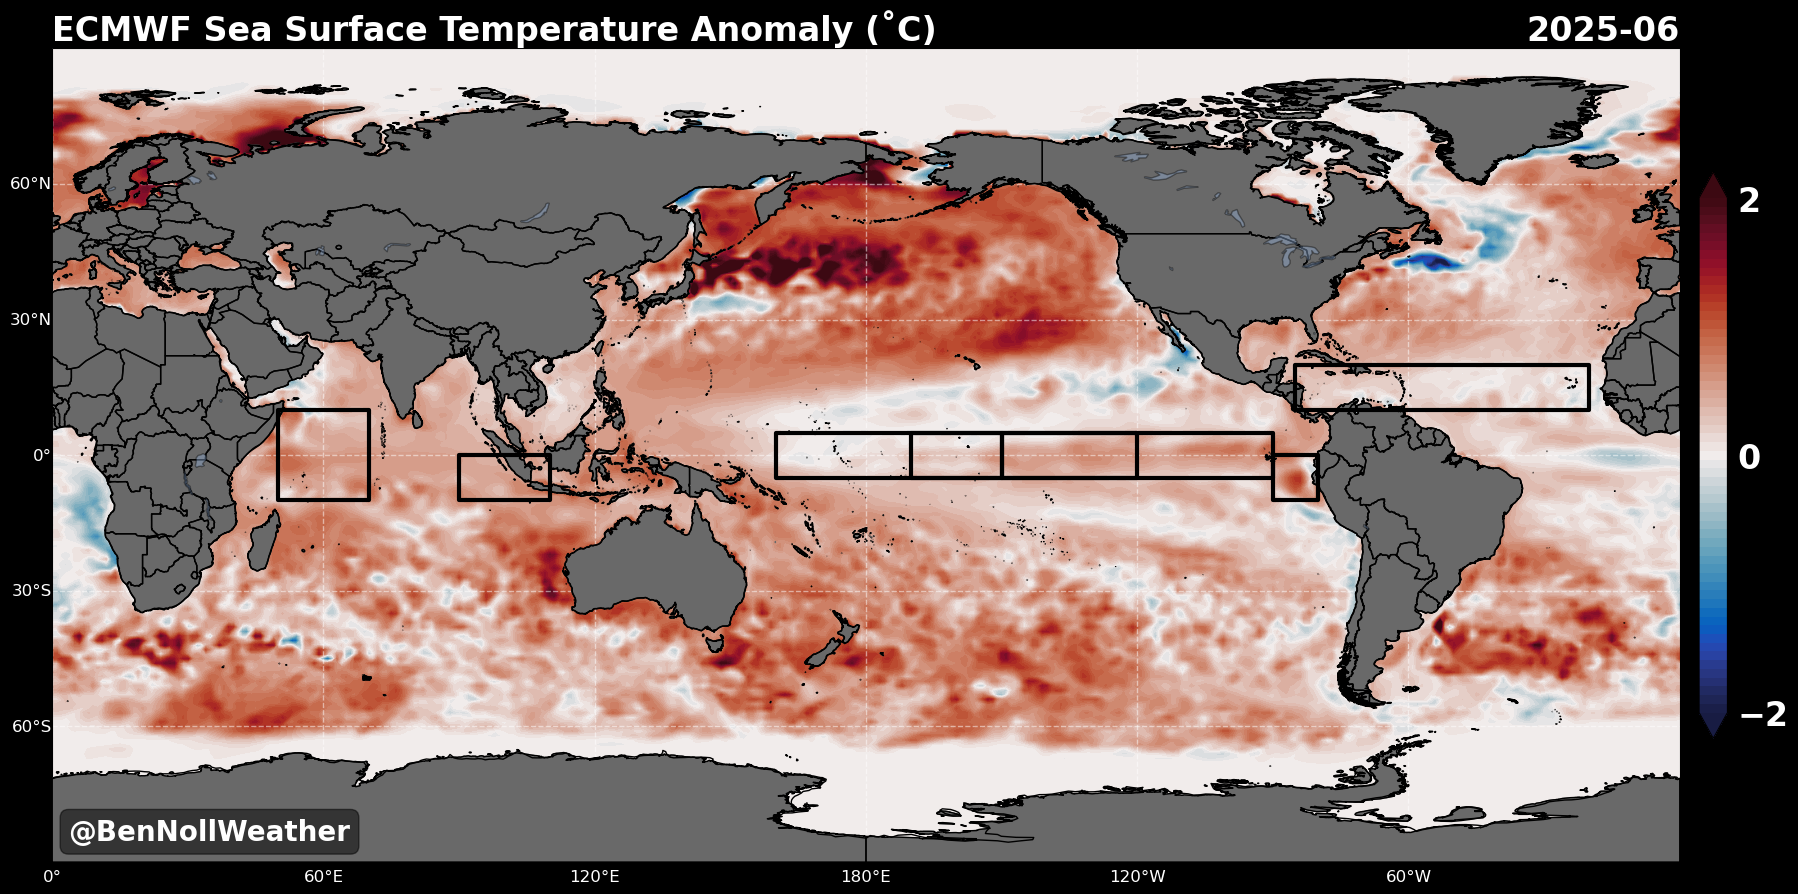 ECMWF Sea Surface Temperature Anomaly (˚C)
2025-06
60°N
30°N
0°
30°S
60°S
2
0
−2
@BenNollWeather
0°
60°E
120°E
180°E
120°W
60°W